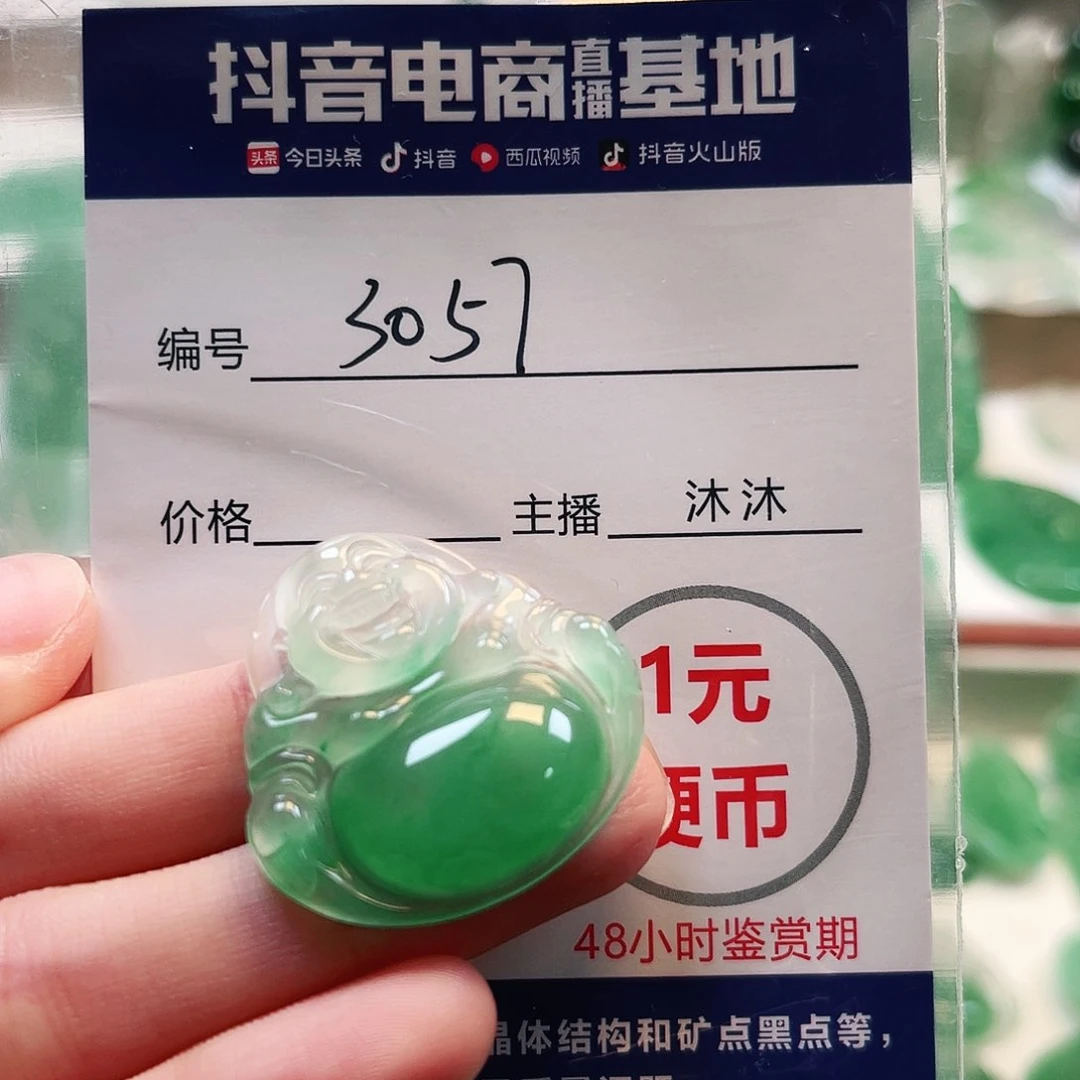 抖音电商直播基地
头条 今日头条 抖音 西瓜视频 抖音火山版
编号 3057
价格 主播 沐沐
1元
硬币
48小时鉴赏期
晶体结构和矿点黑点等，